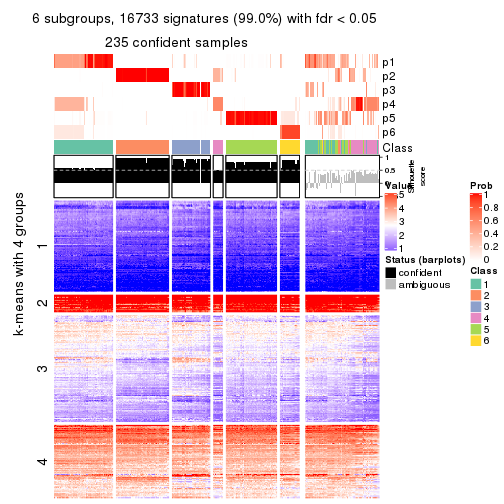 6 subgroups, 16733 signatures (99.0%) with fdr < 0.05
235 confident samples
p1
p2
p3
p4
p5
p6
Class
1
0.5
0
Silhouette
score
k-means with 4 groups
1
2
3
4
Value
5
4
3
2
1
Status (barplots)
confident
ambiguous
Prob
1
0.8
0.6
0.4
0.2
0
Class
1
2
3
4
5
6